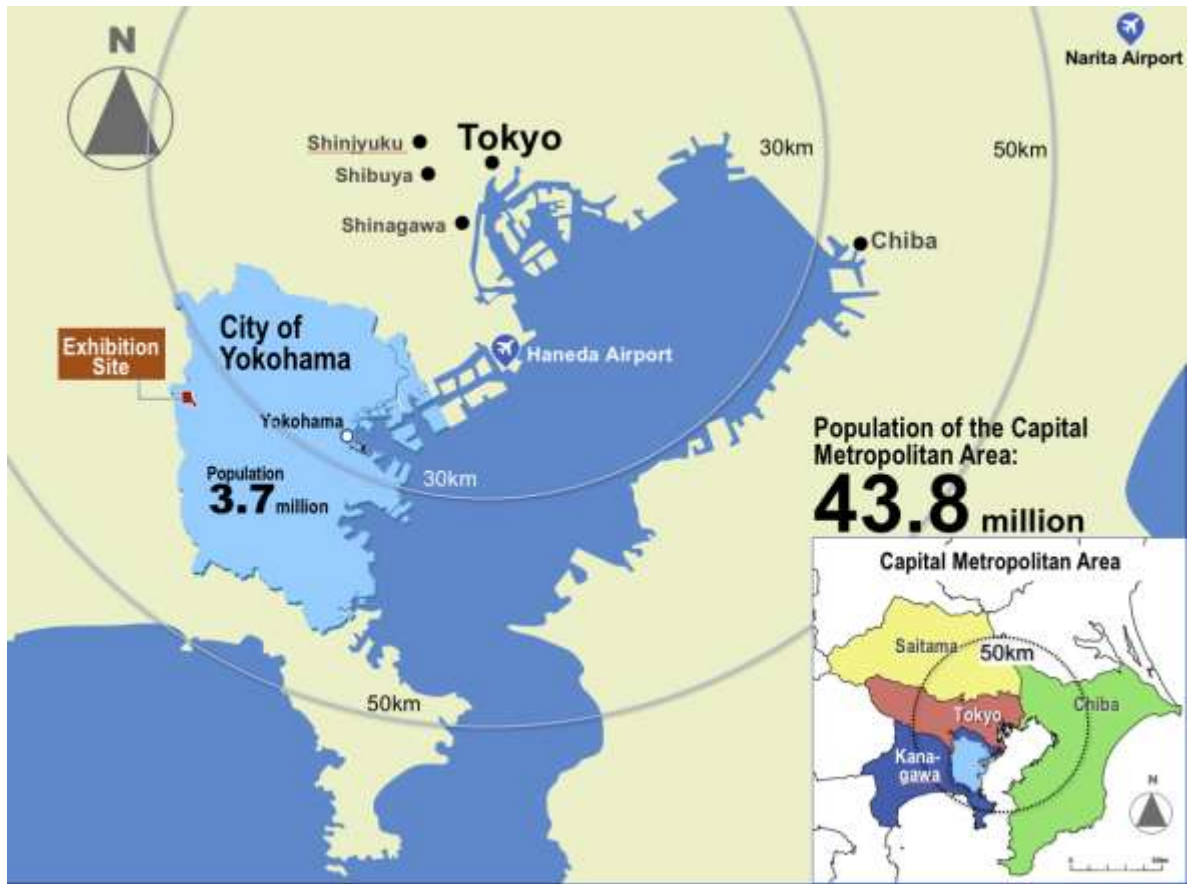 N
Narita Airport
Shinjyuku
Tokyo
30km
50km
Shibuya
Shinagawa
Chiba
City of
Yokohama
Exhibition
Site
Haneda Airport
Yokohama
Population of the Capital
Metropolitan Area:
43.8 million
Population
3.7 million
30km
50km
Capital Metropolitan Area
Saitama
50km
Tokyo
Chiba
Kana-
gawa
N
0